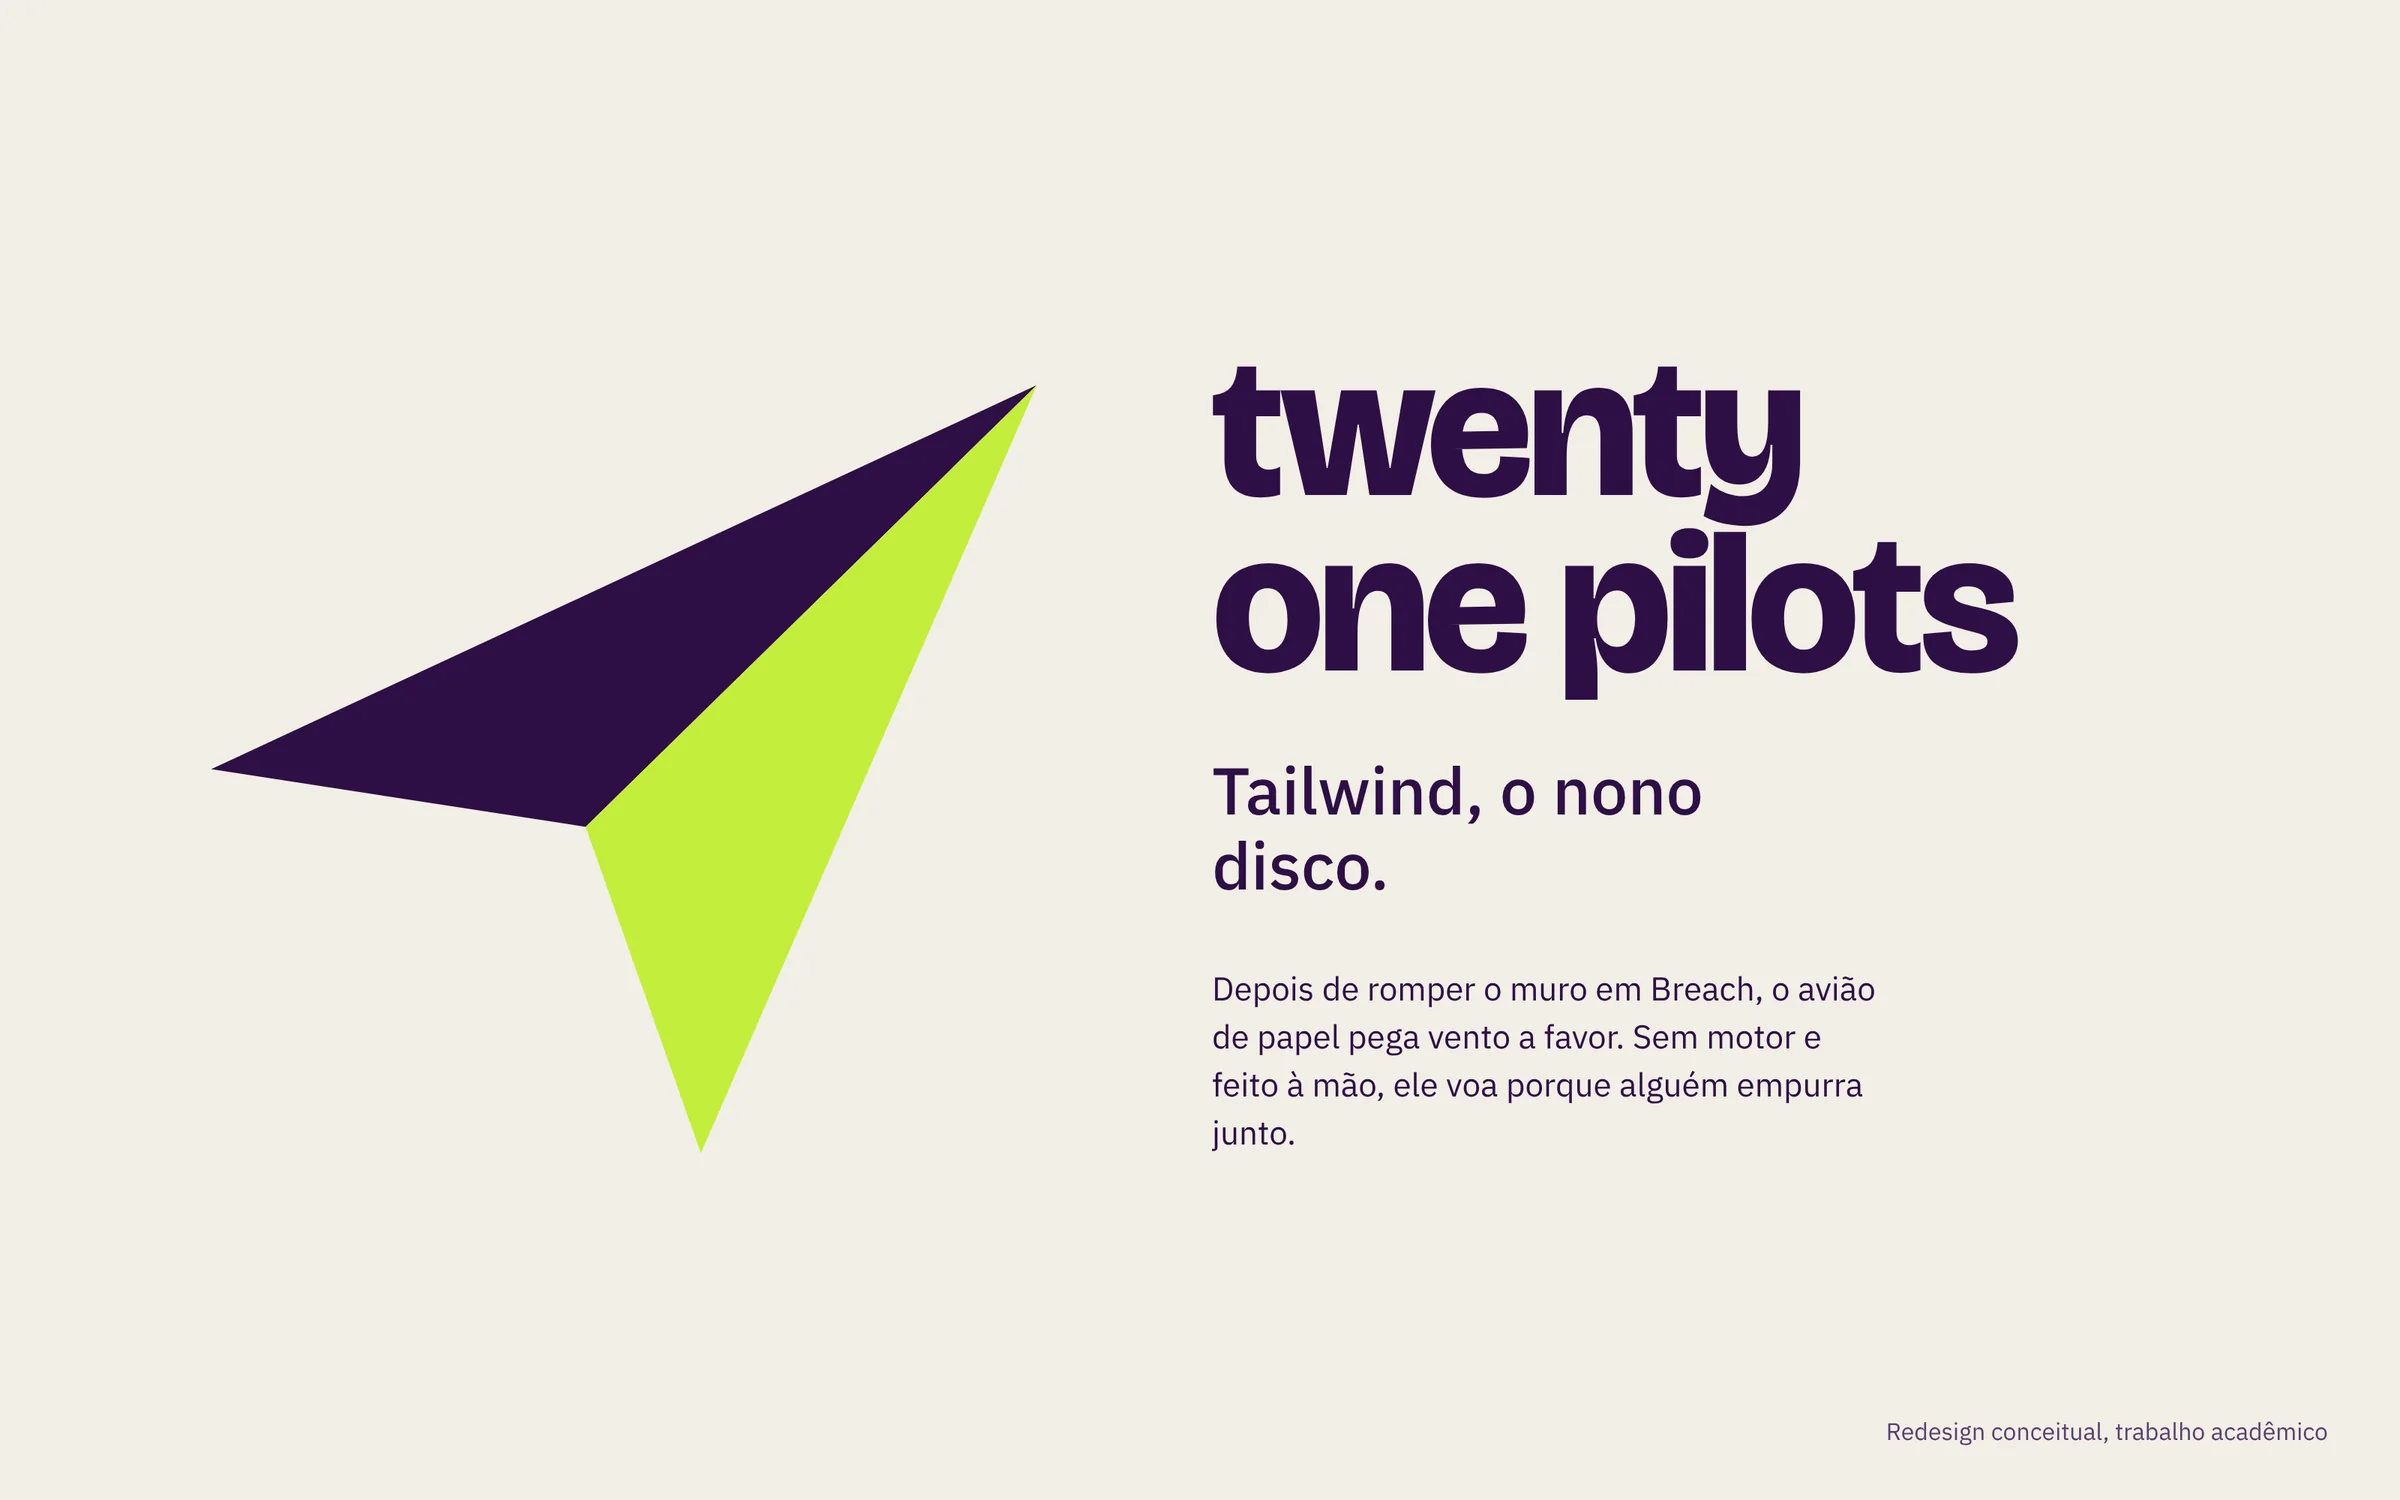 twenty
one pilots
Tailwind, o nono
disco.
Depois de romper o muro em Breach, o avião
de papel pega vento a favor. Sem motor e
feito à mão, ele voa porque alguém empurra
junto.
Redesign conceitual, trabalho acadêmico